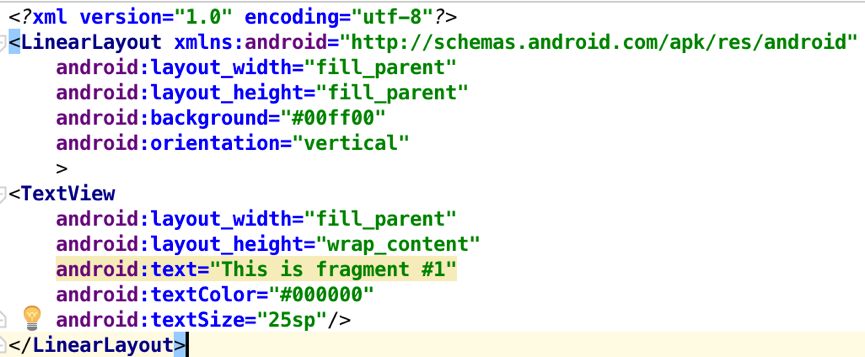 <?xml version="1.0" encoding="utf-8"?>
<LinearLayout xmlns:android="http://schemas.android.com/apk/res/android"
    android:layout_width="fill_parent"
    android:layout_height="fill_parent"
    android:background="#00ff00"
    android:orientation="vertical"
    >
<TextView
    android:layout_width="fill_parent"
    android:layout_height="wrap_content"
    android:text="This is fragment #1"
    android:textColor="#000000"
    android:textSize="25sp"/>
</LinearLayout>